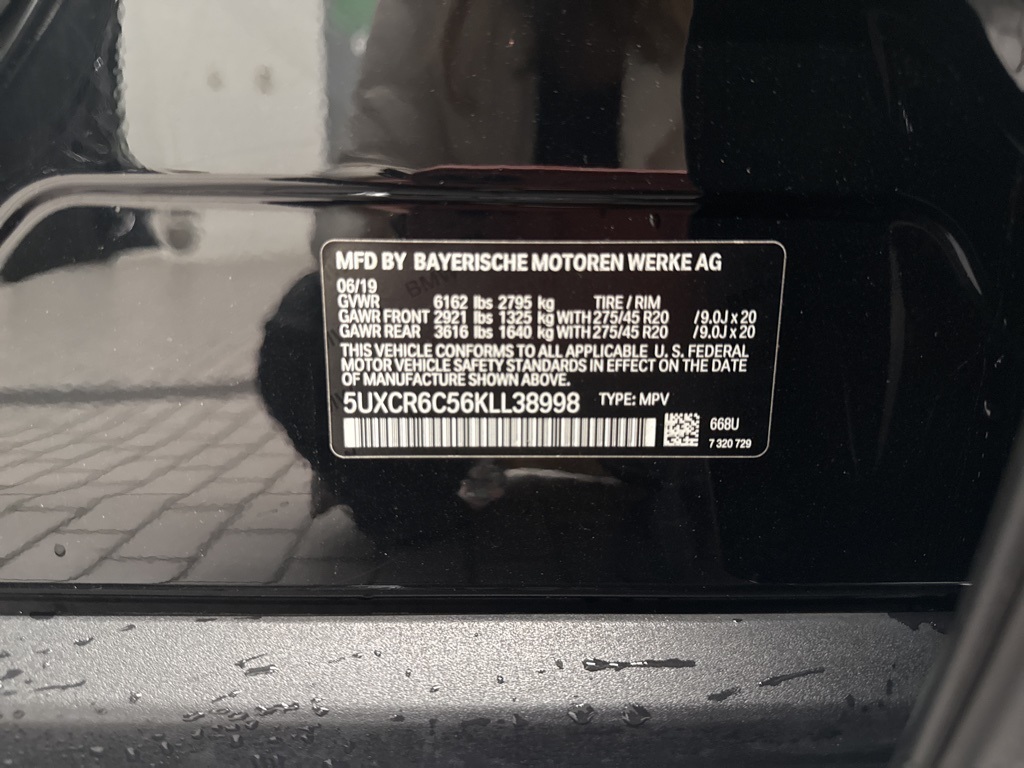 MFD BY BAYERISCHE MOTOREN WERKE AG
06/19
GVWR 6162 lbs 2795 kg TIRE / RIM
GAWR FRONT 2921 lbs 1325 kg WITH 275/45 R20 /9.0J x 20
GAWR REAR 3616 lbs 1640 kg WITH 275/45 R20 /9.0J x 20
THIS VEHICLE CONFORMS TO ALL APPLICABLE U. S. FEDERAL
MOTOR VEHICLE SAFETY STANDARDS IN EFFECT ON THE DATE
OF MANUFACTURE SHOWN ABOVE.
5UXCR6C56KLL38998 TYPE: MPV
668U
7 320 729